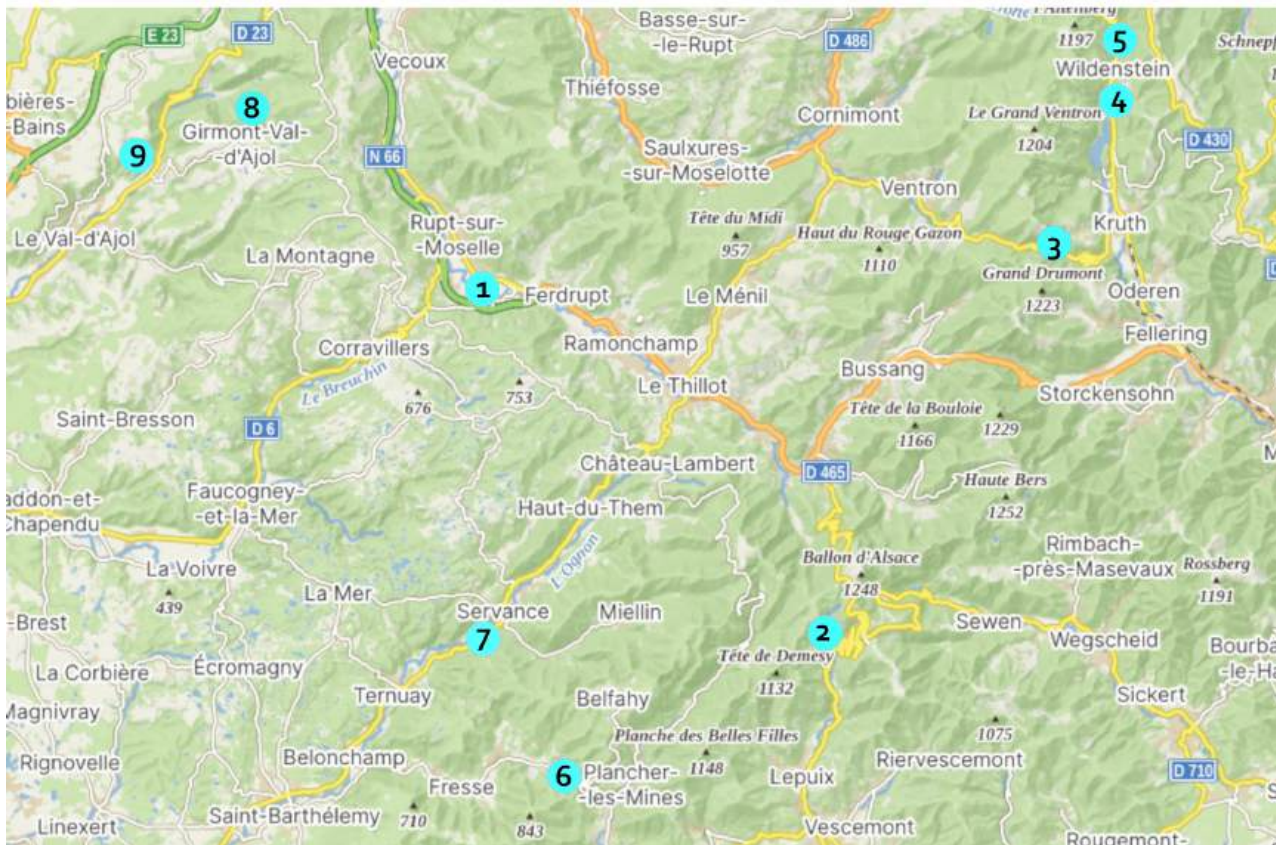 E 23
D 23
Vecoux
Basse-sur-
-le-Rupt
D 486
1197
5
Schnepf
Wildenstein
Thiéfosse
bières-
-Bains
8
Girmont-Val-
-d'Ajol
9
N 66
Cornimont
Le Grand Ventron
4
1204
D 430
Saulxures-
-sur-Moselotte
Ventron
Rupt-sur-
-Moselle
Tête du Midi
957
Haut du Rouge Gazon
1110
Kruth
3
Le Val-d'Ajol
La Montagne
Grand Drumont
1223
1
Ferdrupt
Le Ménil
Oderen
Fellering
Corravillers
Ramonchamp
Le Breuchin
Bussang
676
753
Le Thillot
Storckensohn
Saint-Bresson
D 6
Tête de la Bouloie
1166
1229
Château-Lambert
D 465
Faucogney-
-et-la-Mer
addon-et-
Chapendu
Haut-du-Them
Haute Bers
1252
La Voivre
439
L'Ognon
Ballon d'Alsace
1248
Rimbach-
-près-Masevaux
Rossberg
1191
La Mer
-Brest
Servance
Miellin
7
2
Sewen
Wegscheid
La Corbière
Écromagny
Tête de Demesy
1132
Bourba
-le-Ha
Ternuay
Belfahy
Sickert
Magnivray
Planche des Belles Filles
1148
1075
Rignovelle
Belonchamp
6
Plancher-
-les-Mines
Fresse
Lepuix
Riervescemont
D 710
Linexert
Saint-Barthélemy
710
843
Vescemont
Rougemont-